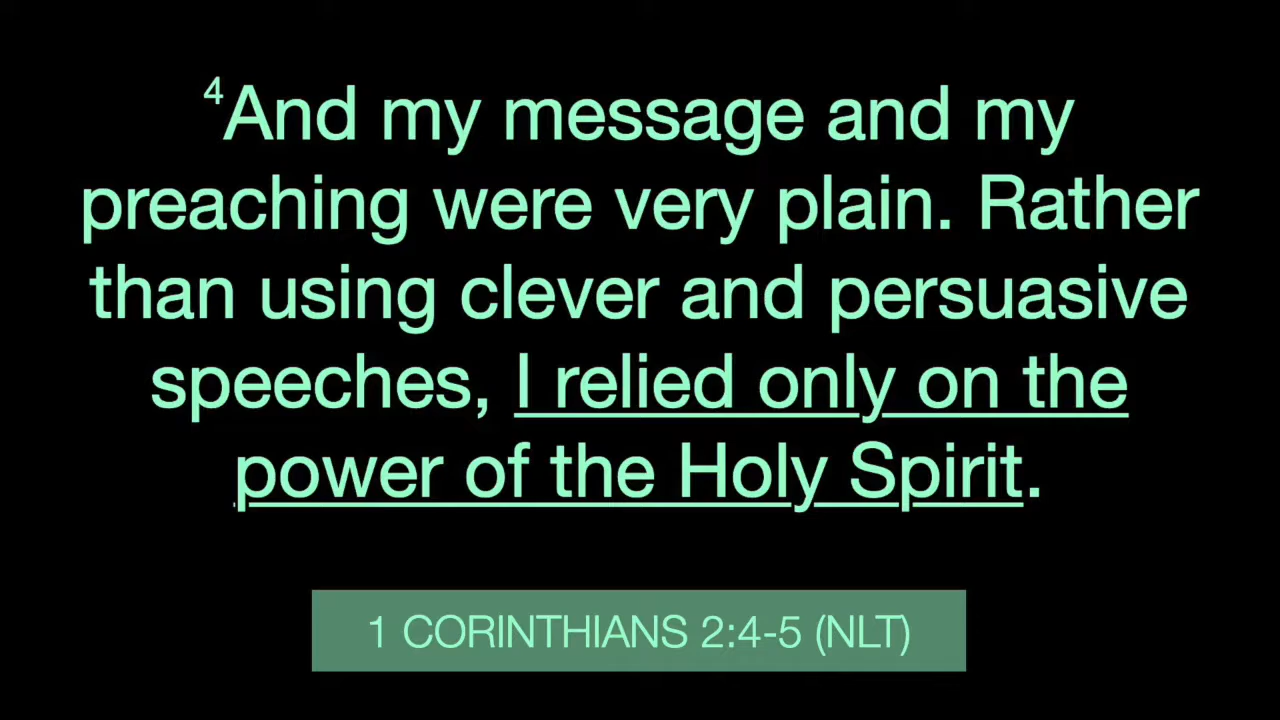 4And my message and my
preaching were very plain. Rather
than using clever and persuasive
speeches, I relied only on the
power of the Holy Spirit.
1 CORINTHIANS 2:4-5 (NLT)